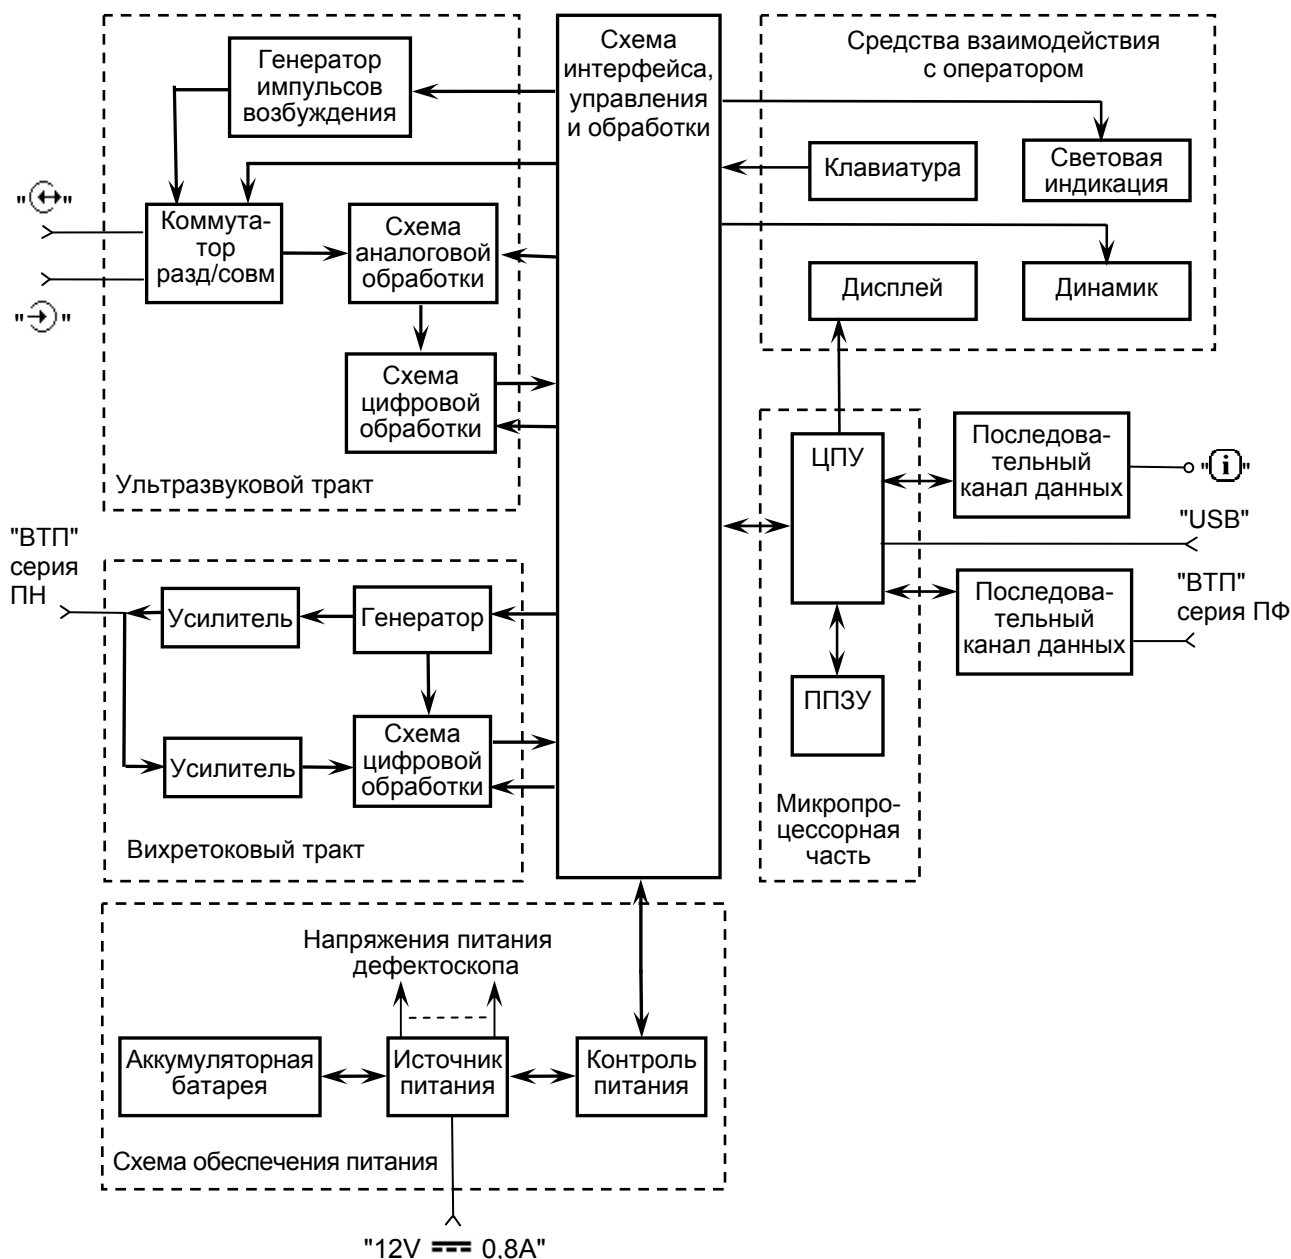 Генератор
импульсов
возбуждения
Схема
интерфейса,
управления
и обработки
Средства взаимодействия
с оператором
Клавиатура
Световая
индикация
Дисплей
Динамик
" "
Коммута-
тор
разд/совм
" "
Схема
аналоговой
обработки
Схема
цифровой
обработки
Ультразвуковой тракт
ЦПУ
Последова-
тельный
канал данных
"i"
"USB"
"ВТП"
серия ПФ
Последова-
тельный
канал данных
ППЗУ
Микропро-
цессорная
часть
"ВТП"
серия
ПН
Усилитель
Генератор
Усилитель
Схема
цифровой
обработки
Вихретоковый тракт
Напряжения питания
дефектоскопа
Аккумуляторная
батарея
Источник
питания
Контроль
питания
Схема обеспечения питания
"12V 0,8A"